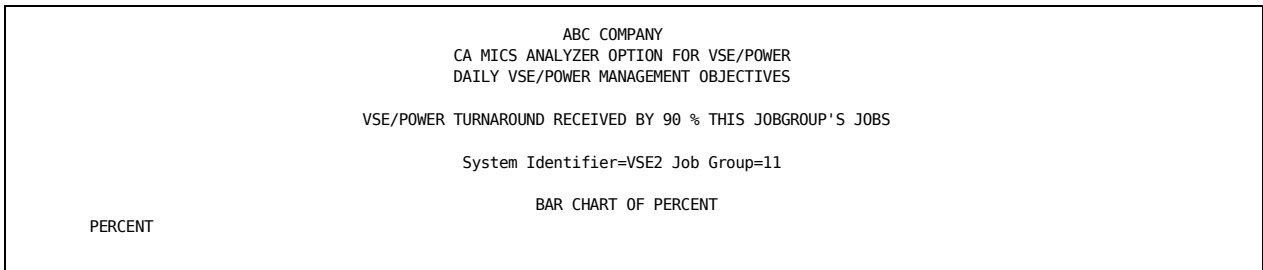 ABC COMPANY
CA MICS ANALYZER OPTION FOR VSE/POWER
DAILY VSE/POWER MANAGEMENT OBJECTIVES
VSE/POWER TURNAROUND RECEIVED BY 90 % THIS JOBGROUP'S JOBS
System Identifier=VSE2 Job Group=11
BAR CHART OF PERCENT
PERCENT